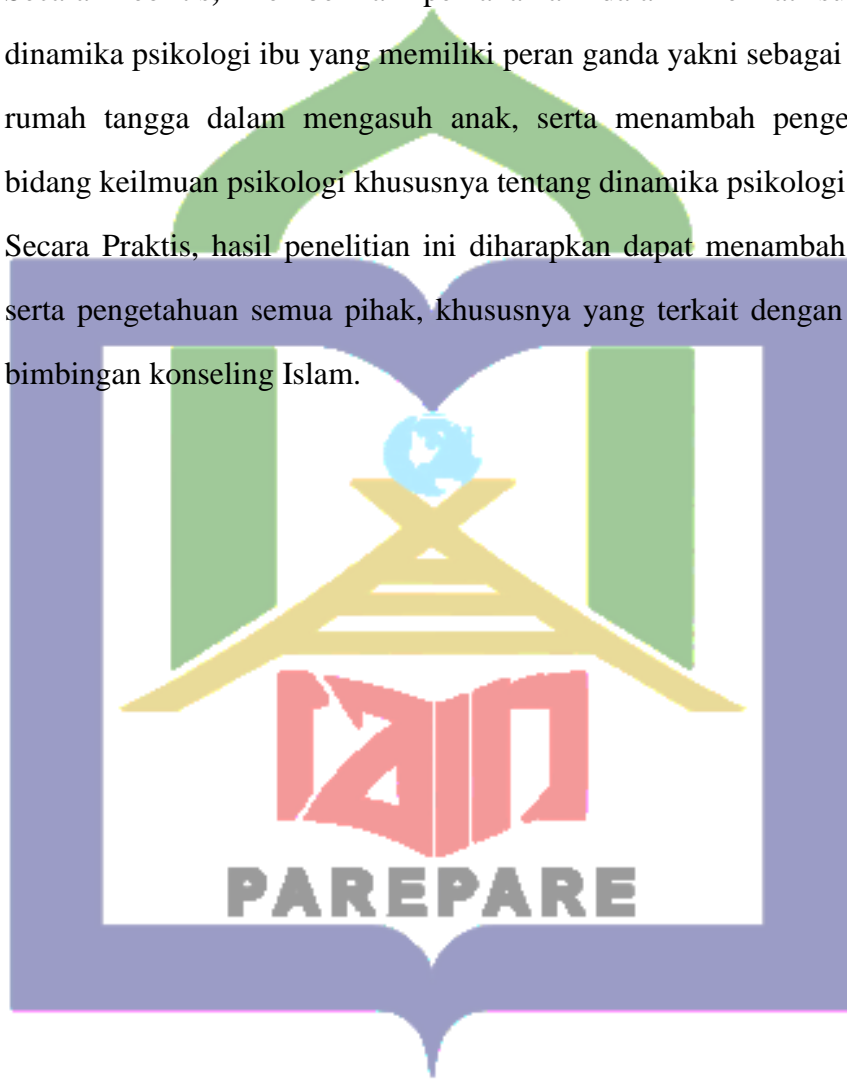 dinamika psikologi ibu yang memiliki peran ganda yakni sebagai
rumah tangga dalam mengasuh anak, serta menambah penge
bidang keilmuan psikologi khususnya tentang dinamika psikologi
Secara Praktis, hasil penelitian ini diharapkan dapat menambah
serta pengetahuan semua pihak, khususnya yang terkait dengan
bimbingan konseling Islam.
iain
PAREPARE